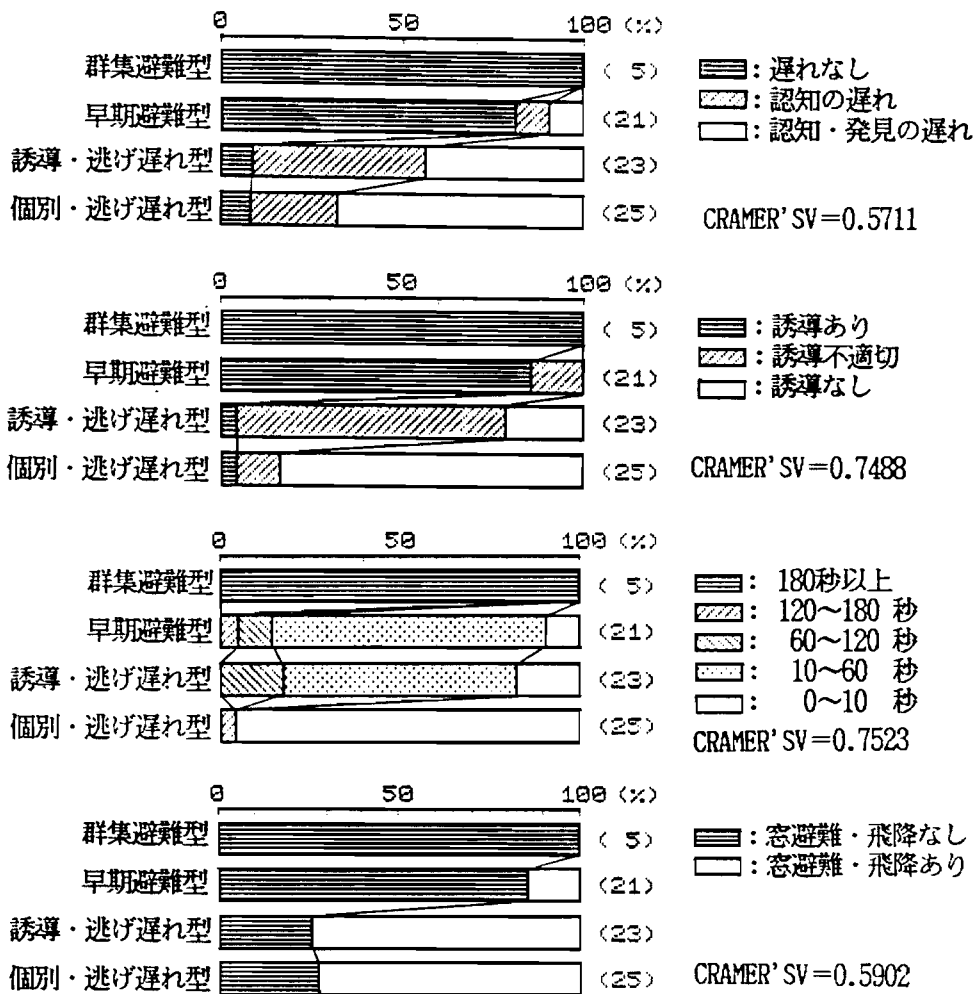 0 50 100 (%)
群集避難型 ( 5)
早期避難型 (21)
誘導・逃げ遅れ型 (23)
個別・逃げ遅れ型 (25)
：遅れなし
：認知の遅れ
：認知・発見の遅れ
CRAMER'SV=0.5711
0 50 100 (%)
群集避難型 ( 5)
早期避難型 (21)
誘導・逃げ遅れ型 (23)
個別・逃げ遅れ型 (25)
：誘導あり
：誘導不適切
：誘導なし
CRAMER'SV=0.7488
0 50 100 (%)
群集避難型 ( 5)
早期避難型 (21)
誘導・逃げ遅れ型 (23)
個別・逃げ遅れ型 (25)
： 180秒以上
： 120～180 秒
： 60～120 秒
： 10～60 秒
： 0～10 秒
CRAMER'SV=0.7523
0 50 100 (%)
群集避難型 ( 5)
早期避難型 (21)
誘導・逃げ遅れ型 (23)
個別・逃げ遅れ型 (25)
：窓避難・飛降なし
：窓避難・飛降あり
CRAMER'SV=0.5902